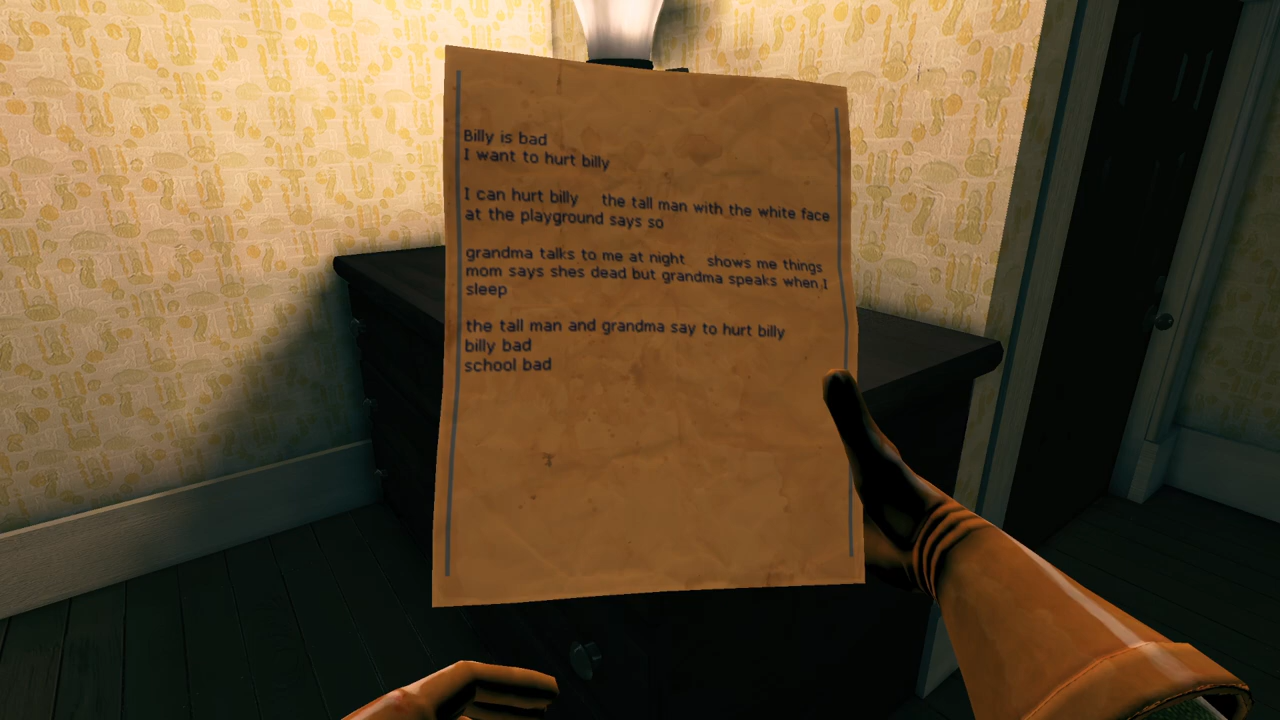 Billy is bad
I want to hurt billy
I can hurt billy the tall man with the white face
at the playground says so
grandma talks to me at night shows me things
mom says shes dead but grandma speaks when I
sleep
the tall man and grandma say to hurt billy
billy bad
school bad